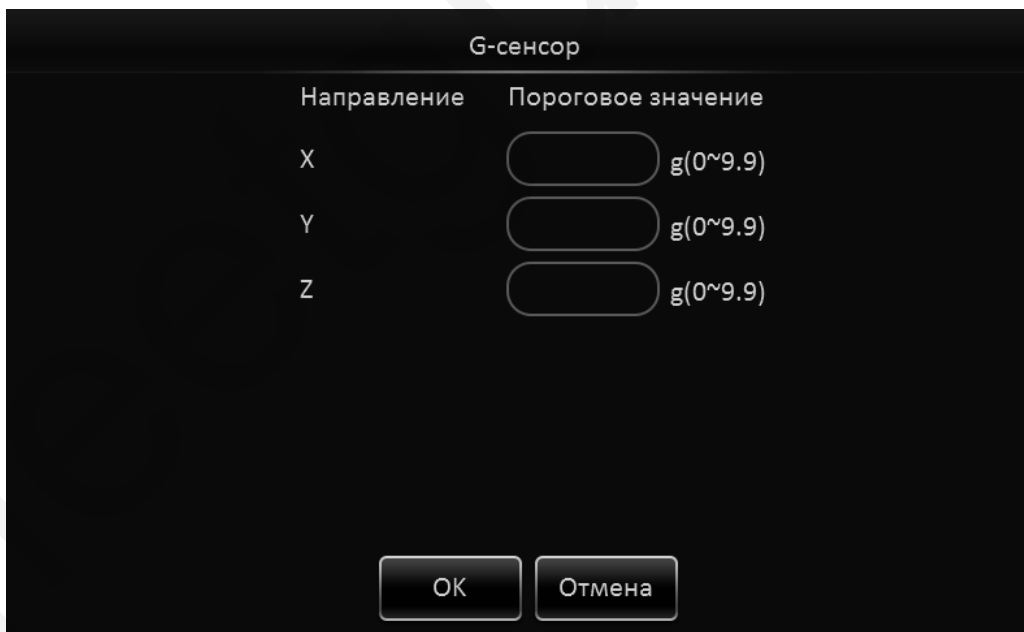 G-сенсор
Направление Пороговое значение
X g(0~9.9)
Y g(0~9.9)
Z g(0~9.9)
OK Отмена